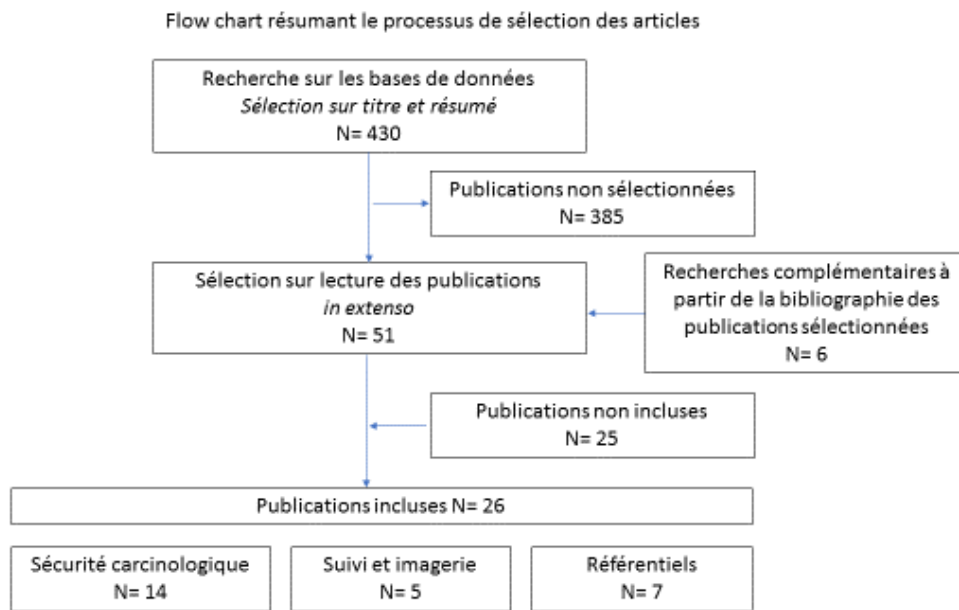 Flow chart résumant le processus de sélection des articles
Recherche sur les bases de données
Sélection sur titre et résumé
N= 430
Publications non sélectionnées
N= 385
Sélection sur lecture des publications
in extenso
N= 51
Recherches complémentaires à
partir de la bibliographie des
publications sélectionnées
N= 6
Publications non incluses
N= 25
Publications incluses N= 26
Sécurité carcinologique
N= 14
Suivi et imagerie
N= 5
Référentiels
N= 7